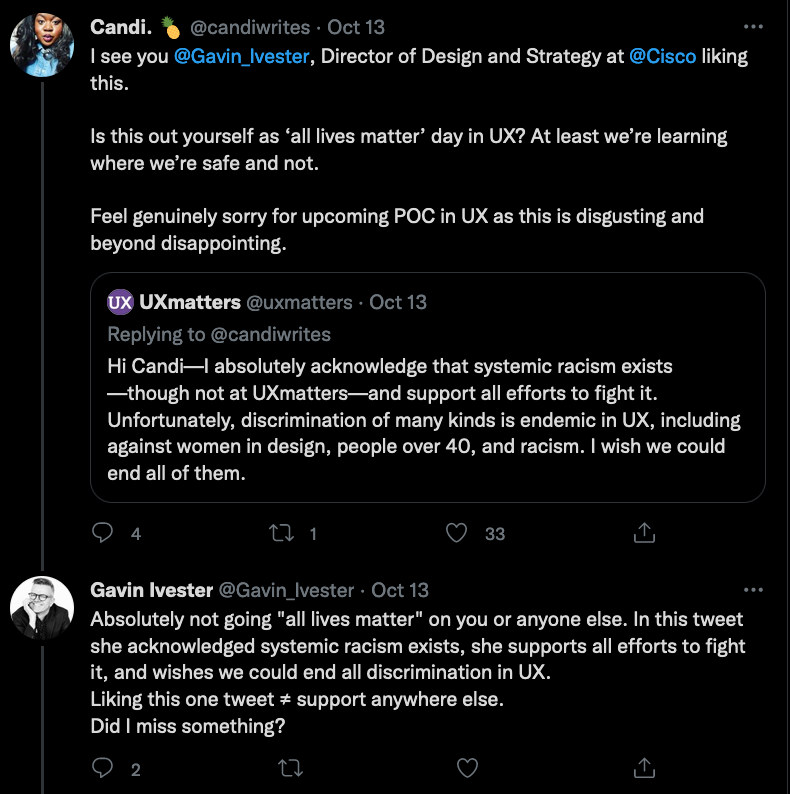 Candi. 🍍 @candiwrites · Oct 13
I see you @Gavin_Ivester, Director of Design and Strategy at @Cisco liking
this.
Is this out yourself as ‘all lives matter’ day in UX? At least we’re learning
where we’re safe and not.
Feel genuinely sorry for upcoming POC in UX as this is disgusting and
beyond disappointing.
UX UXmatters @uxmatters · Oct 13
Replying to @candiwrites
Hi Candi—I absolutely acknowledge that systemic racism exists
—though not at UXmatters—and support all efforts to fight it.
Unfortunately, discrimination of many kinds is endemic in UX, including
against women in design, people over 40, and racism. I wish we could
end all of them.
4 1 33
Gavin Ivester @Gavin_Ivester · Oct 13
Absolutely not going "all lives matter" on you or anyone else. In this tweet
she acknowledged systemic racism exists, she supports all efforts to fight
it, and wishes we could end all discrimination in UX.
Liking this one tweet ≠ support anywhere else.
Did I miss something?
2